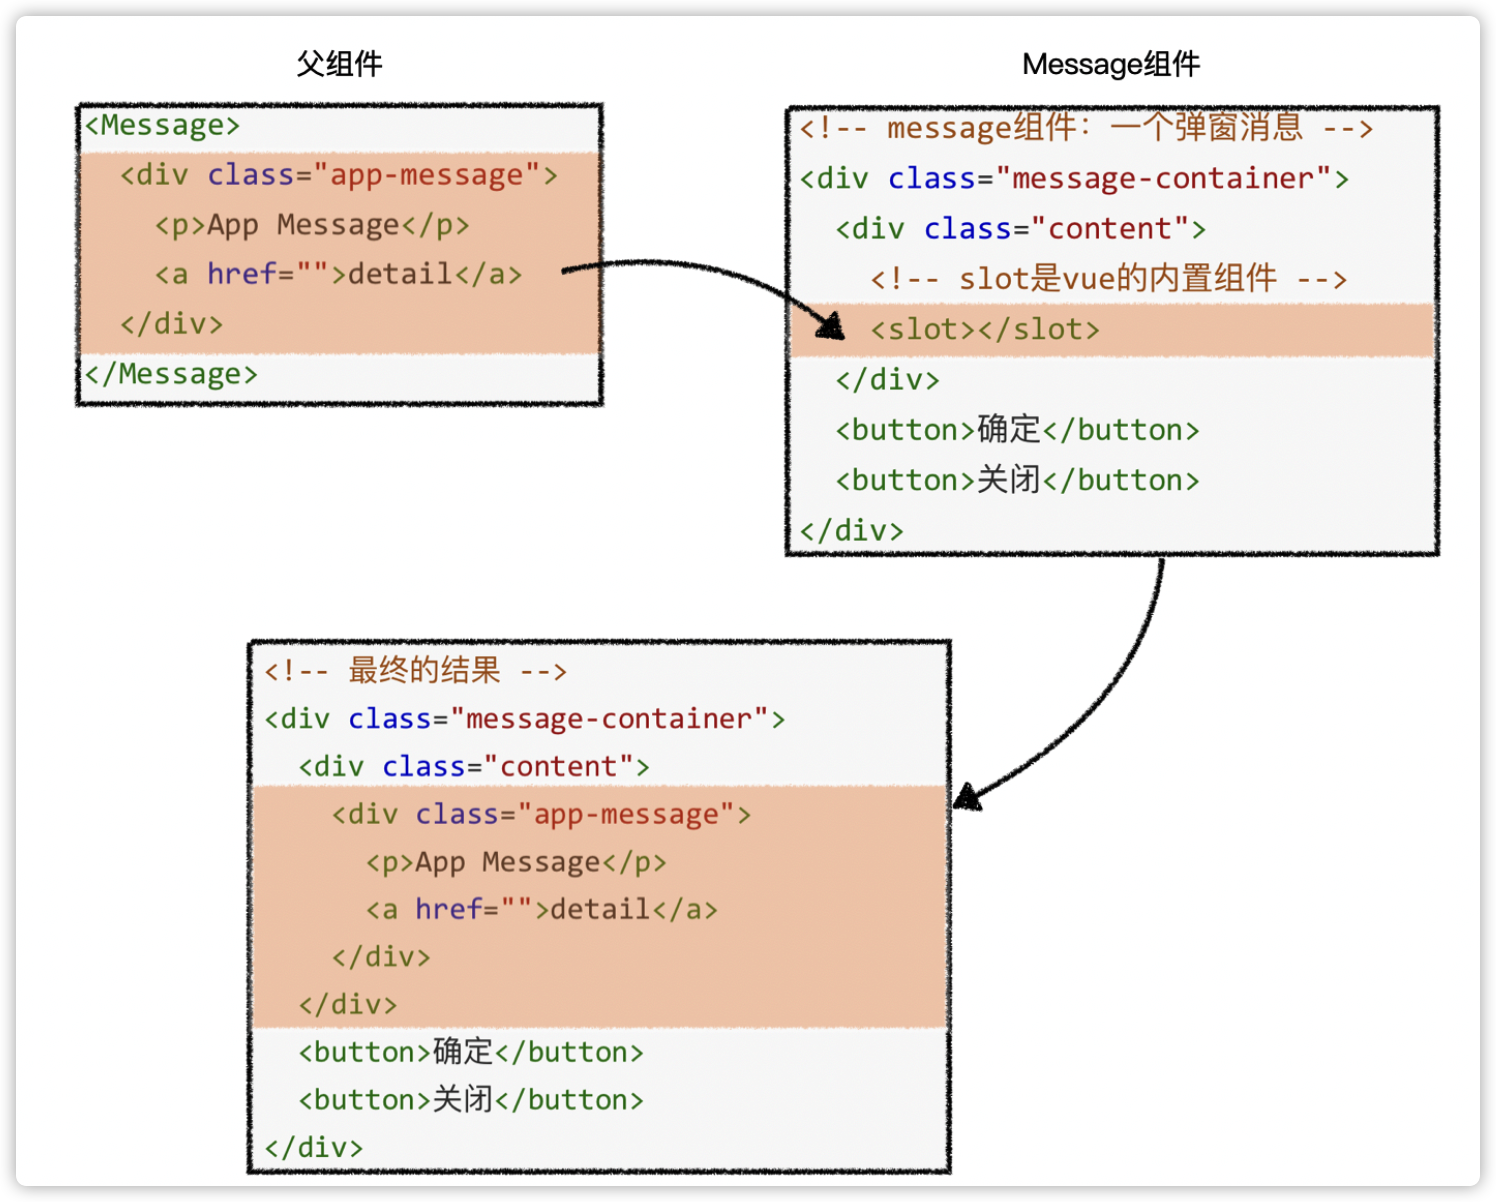 父组件
<Message>
  <div class="app-message">
    <p>App Message</p>
    <a href="">detail</a>
  </div>
</Message>
Message组件
<!-- message组件：一个弹窗消息 -->
<div class="message-container">
  <div class="content">
    <!-- slot是vue的内置组件 -->
    <slot></slot>
  </div>
  <button>确定</button>
  <button>关闭</button>
</div>
<!-- 最终的结果 -->
<div class="message-container">
  <div class="content">
    <div class="app-message">
      <p>App Message</p>
      <a href="">detail</a>
    </div>
  </div>
  <button>确定</button>
  <button>关闭</button>
</div>